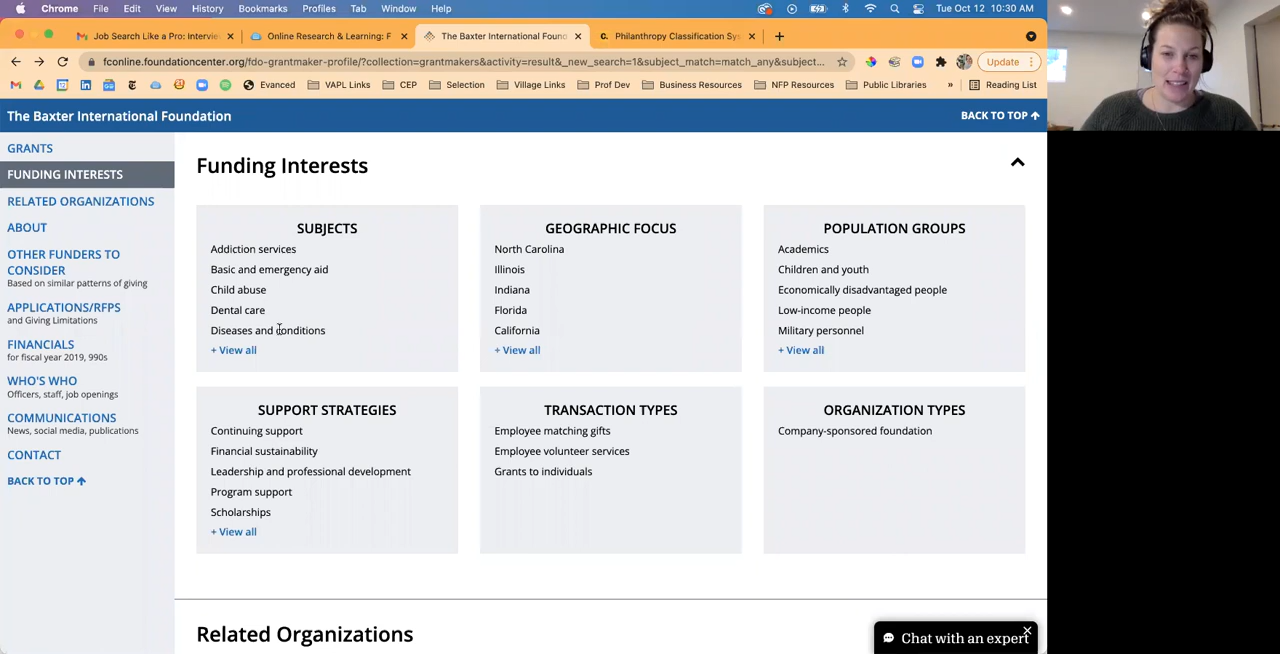 Chrome File Edit View History Bookmarks Profiles Tab Window Help Tue Oct 12 10:30 AM
Job Search Like a Pro: Intervie × Online Research & Learning: F × The Baxter International Found × Philanthropy Classification Sys × +
fconline.foundationcenter.org/fdo-grantmaker-profile/?collection=grantmakers&activity=result&_new_search=1&subject_match=match_any&subject... Update
Evanced VAPL Links CEP Selection Village Links Prof Dev Business Resources NFP Resources Public Libraries » Reading List
The Baxter International Foundation BACK TO TOP
GRANTS
FUNDING INTERESTS
RELATED ORGANIZATIONS
ABOUT
OTHER FUNDERS TO
CONSIDER
Based on similar patterns of giving
APPLICATIONS/RFPS
and Giving Limitations
FINANCIALS
for fiscal year 2019, 990s
WHO'S WHO
Officers, staff, job openings
COMMUNICATIONS
News, social media, publications
CONTACT
BACK TO TOP
Funding Interests
SUBJECTS
Addiction services
Basic and emergency aid
Child abuse
Dental care
Diseases and conditions
+ View all
GEOGRAPHIC FOCUS
North Carolina
Illinois
Indiana
Florida
California
+ View all
POPULATION GROUPS
Academics
Children and youth
Economically disadvantaged people
Low-income people
Military personnel
+ View all
SUPPORT STRATEGIES
Continuing support
Financial sustainability
Leadership and professional development
Program support
Scholarships
+ View all
TRANSACTION TYPES
Employee matching gifts
Employee volunteer services
Grants to individuals
ORGANIZATION TYPES
Company-sponsored foundation
Related Organizations
Chat with an expert